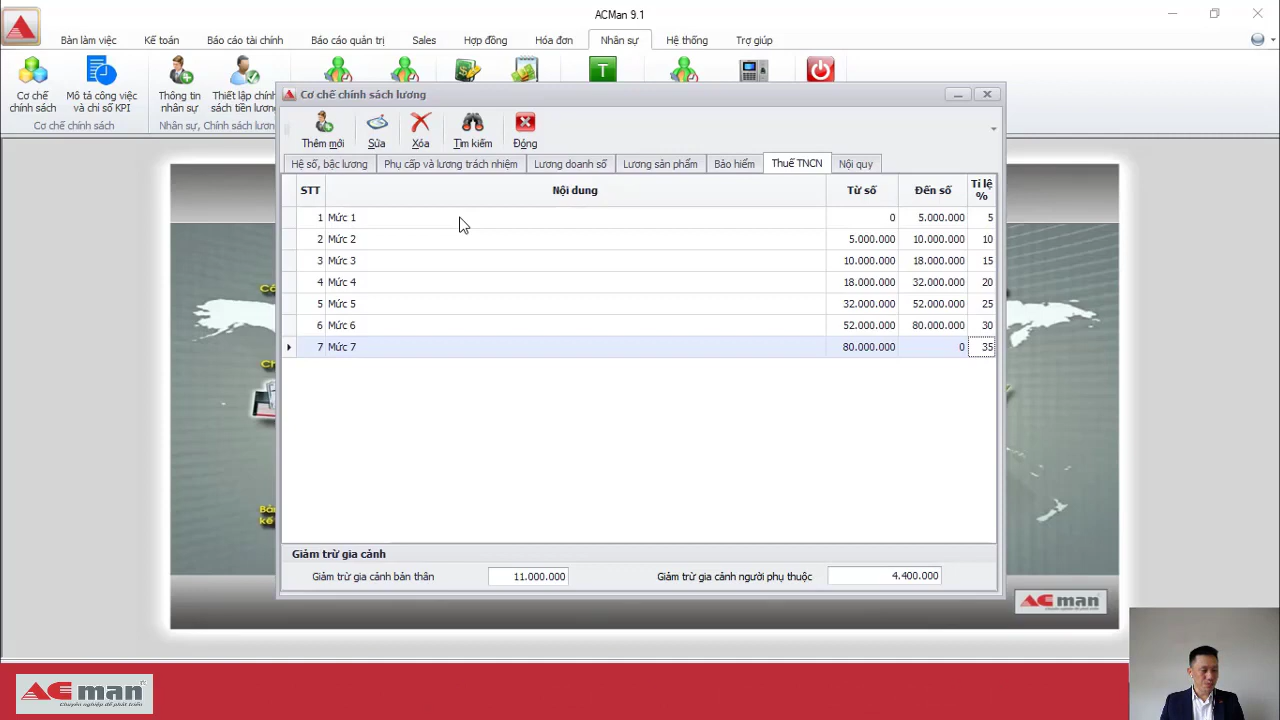 ACMan 9.1
Bàn làm việc Kế toán Báo cáo tài chính Báo cáo quản trị Sales Hợp đồng Hóa đơn Nhân sự Hệ thống Trợ giúp
Cơ chế chính sách
Mô tả công việc và chỉ số KPI
Thông tin nhân sự
Thiết lập chính sách tiền lương
Cơ chế chính sách
Nhân sự, Chính sách lương
Cơ chế chính sách lương
Thêm mới Sửa Xóa Tìm kiếm Đóng
Hệ số, bậc lương Phụ cấp và lương trách nhiệm Lương doanh số Lương sản phẩm Bảo hiểm Thuế TNCN Nội quy
STT Nội dung Từ số Đến số Tỉ lệ %
1 Mức 1 0 5.000.000 5
2 Mức 2 5.000.000 10.000.000 10
3 Mức 3 10.000.000 18.000.000 15
4 Mức 4 18.000.000 32.000.000 20
5 Mức 5 32.000.000 52.000.000 25
6 Mức 6 52.000.000 80.000.000 30
7 Mức 7 80.000.000 0 35
Giảm trừ gia cảnh
Giảm trừ gia cảnh bản thân 11.000.000 Giảm trừ gia cảnh người phụ thuộc 4.400.000
ACman
ACman
Chuyên nghiệp để phát triển